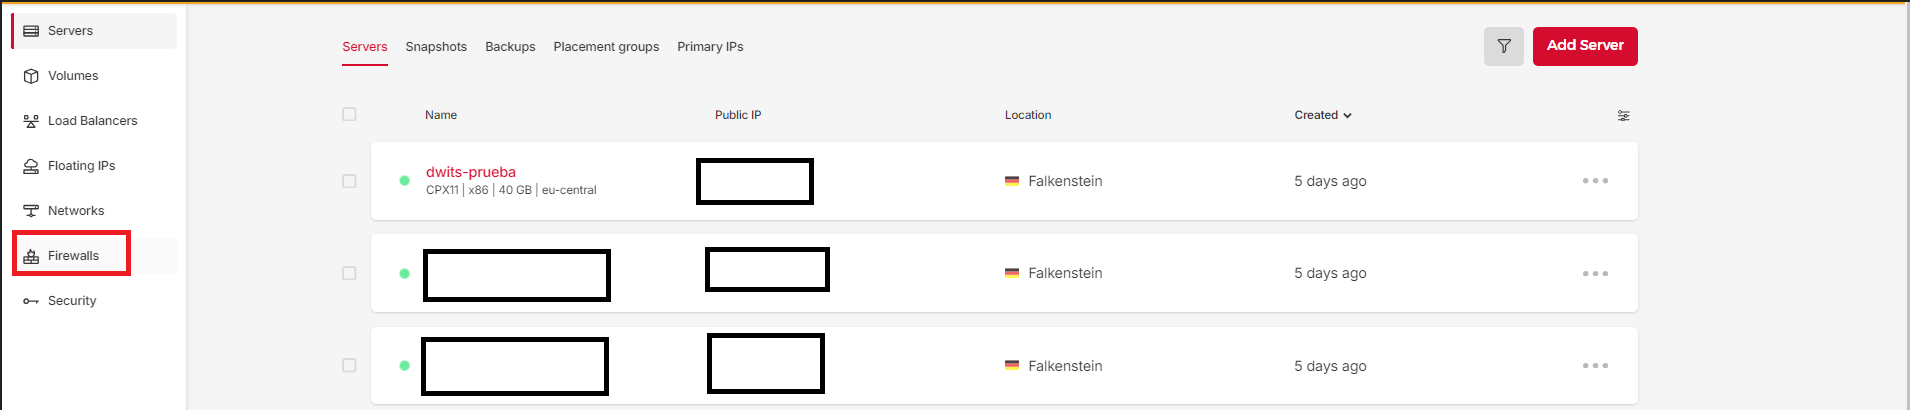 Servers
Volumes
Load Balancers
Floating IPs
Networks
Firewalls
Security
Servers Snapshots Backups Placement groups Primary IPs
Add Server
Name Public IP Location Created
dwits-prueba
CPX11 | x86 | 40 GB | eu-central
Falkenstein 5 days ago
Falkenstein 5 days ago
Falkenstein 5 days ago